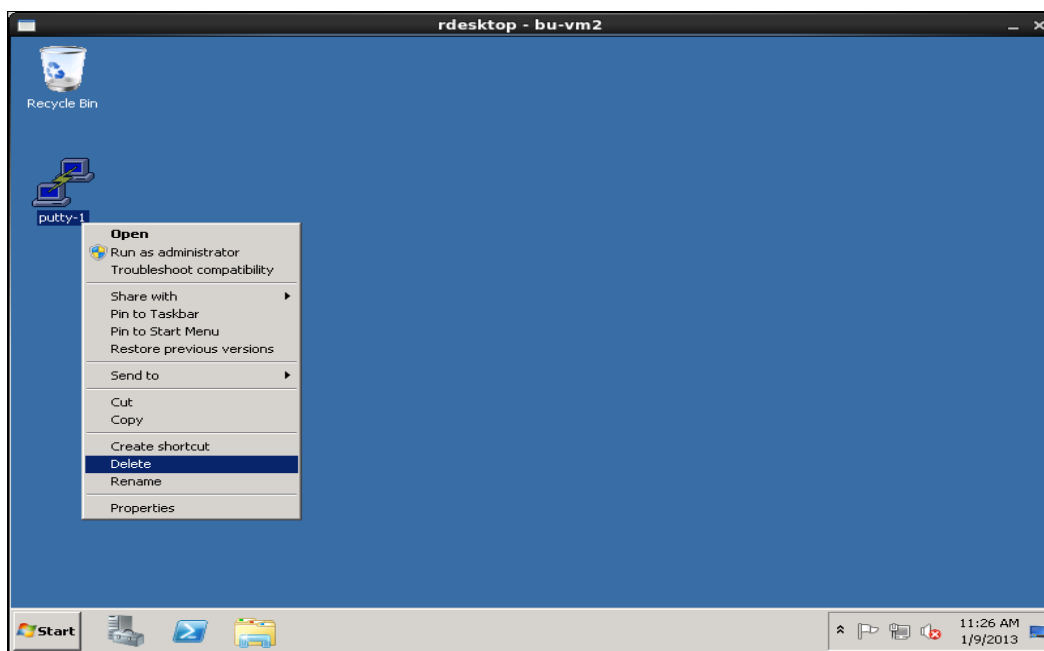 rdesktop - bu-vm2
Recycle Bin
putty-1
Open
Run as administrator
Troubleshoot compatibility
Share with
Pin to Taskbar
Pin to Start Menu
Restore previous versions
Send to
Cut
Copy
Create shortcut
Delete
Rename
Properties
Start
11:26 AM
1/9/2013